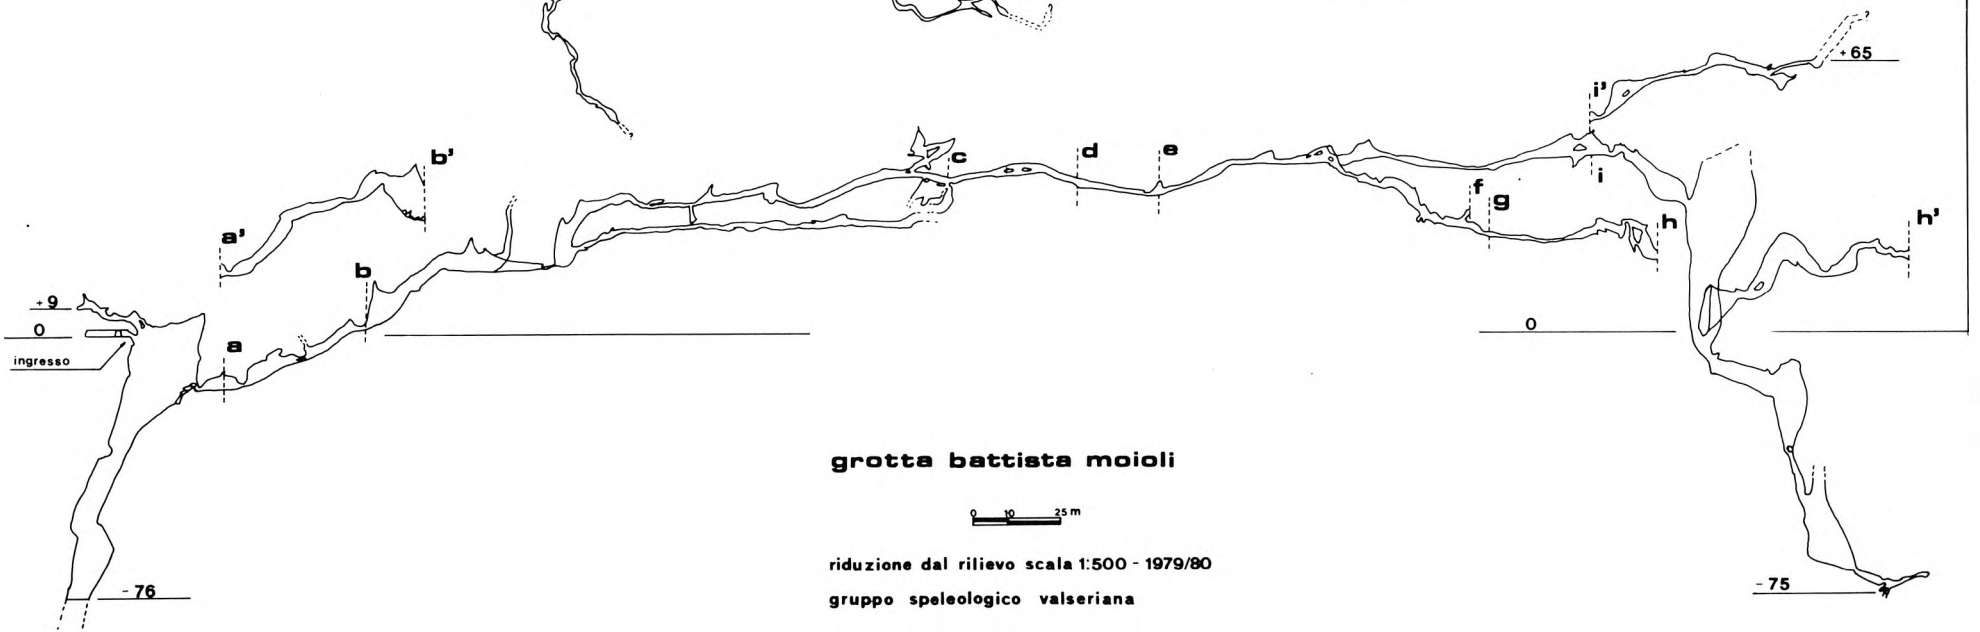 ?
?
?
+65
i'
b'
c
d
e
i
f
g
a'
h
h'
b
+9
0
0
ingresso
a
grotta battista moioli
0 10 25 m
riduzione dal rilievo scala 1:500 - 1979/80
-76
-75
gruppo speleologico valseriana